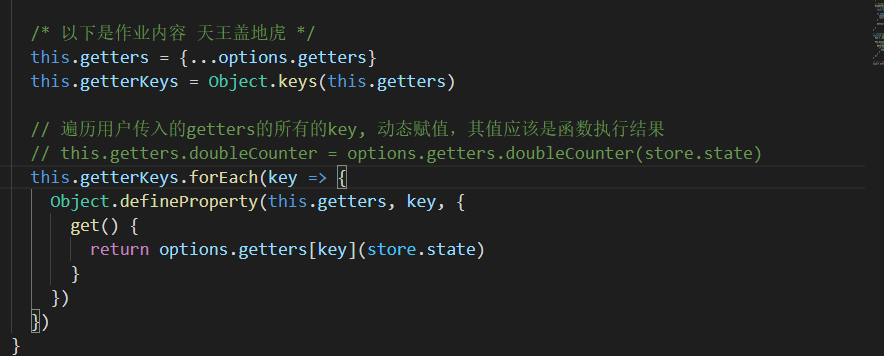 /* 以下是作业内容 天王盖地虎 */
this.getters = {...options.getters}
this.getterKeys = Object.keys(this.getters)
// 遍历用户传入的getters的所有的key, 动态赋值，其值应该是函数执行结果
// this.getters.doubleCounter = options.getters.doubleCounter(store.state)
this.getterKeys.forEach(key => {
Object.defineProperty(this.getters, key, {
get() {
return options.getters[key](store.state)
}
})
})
}